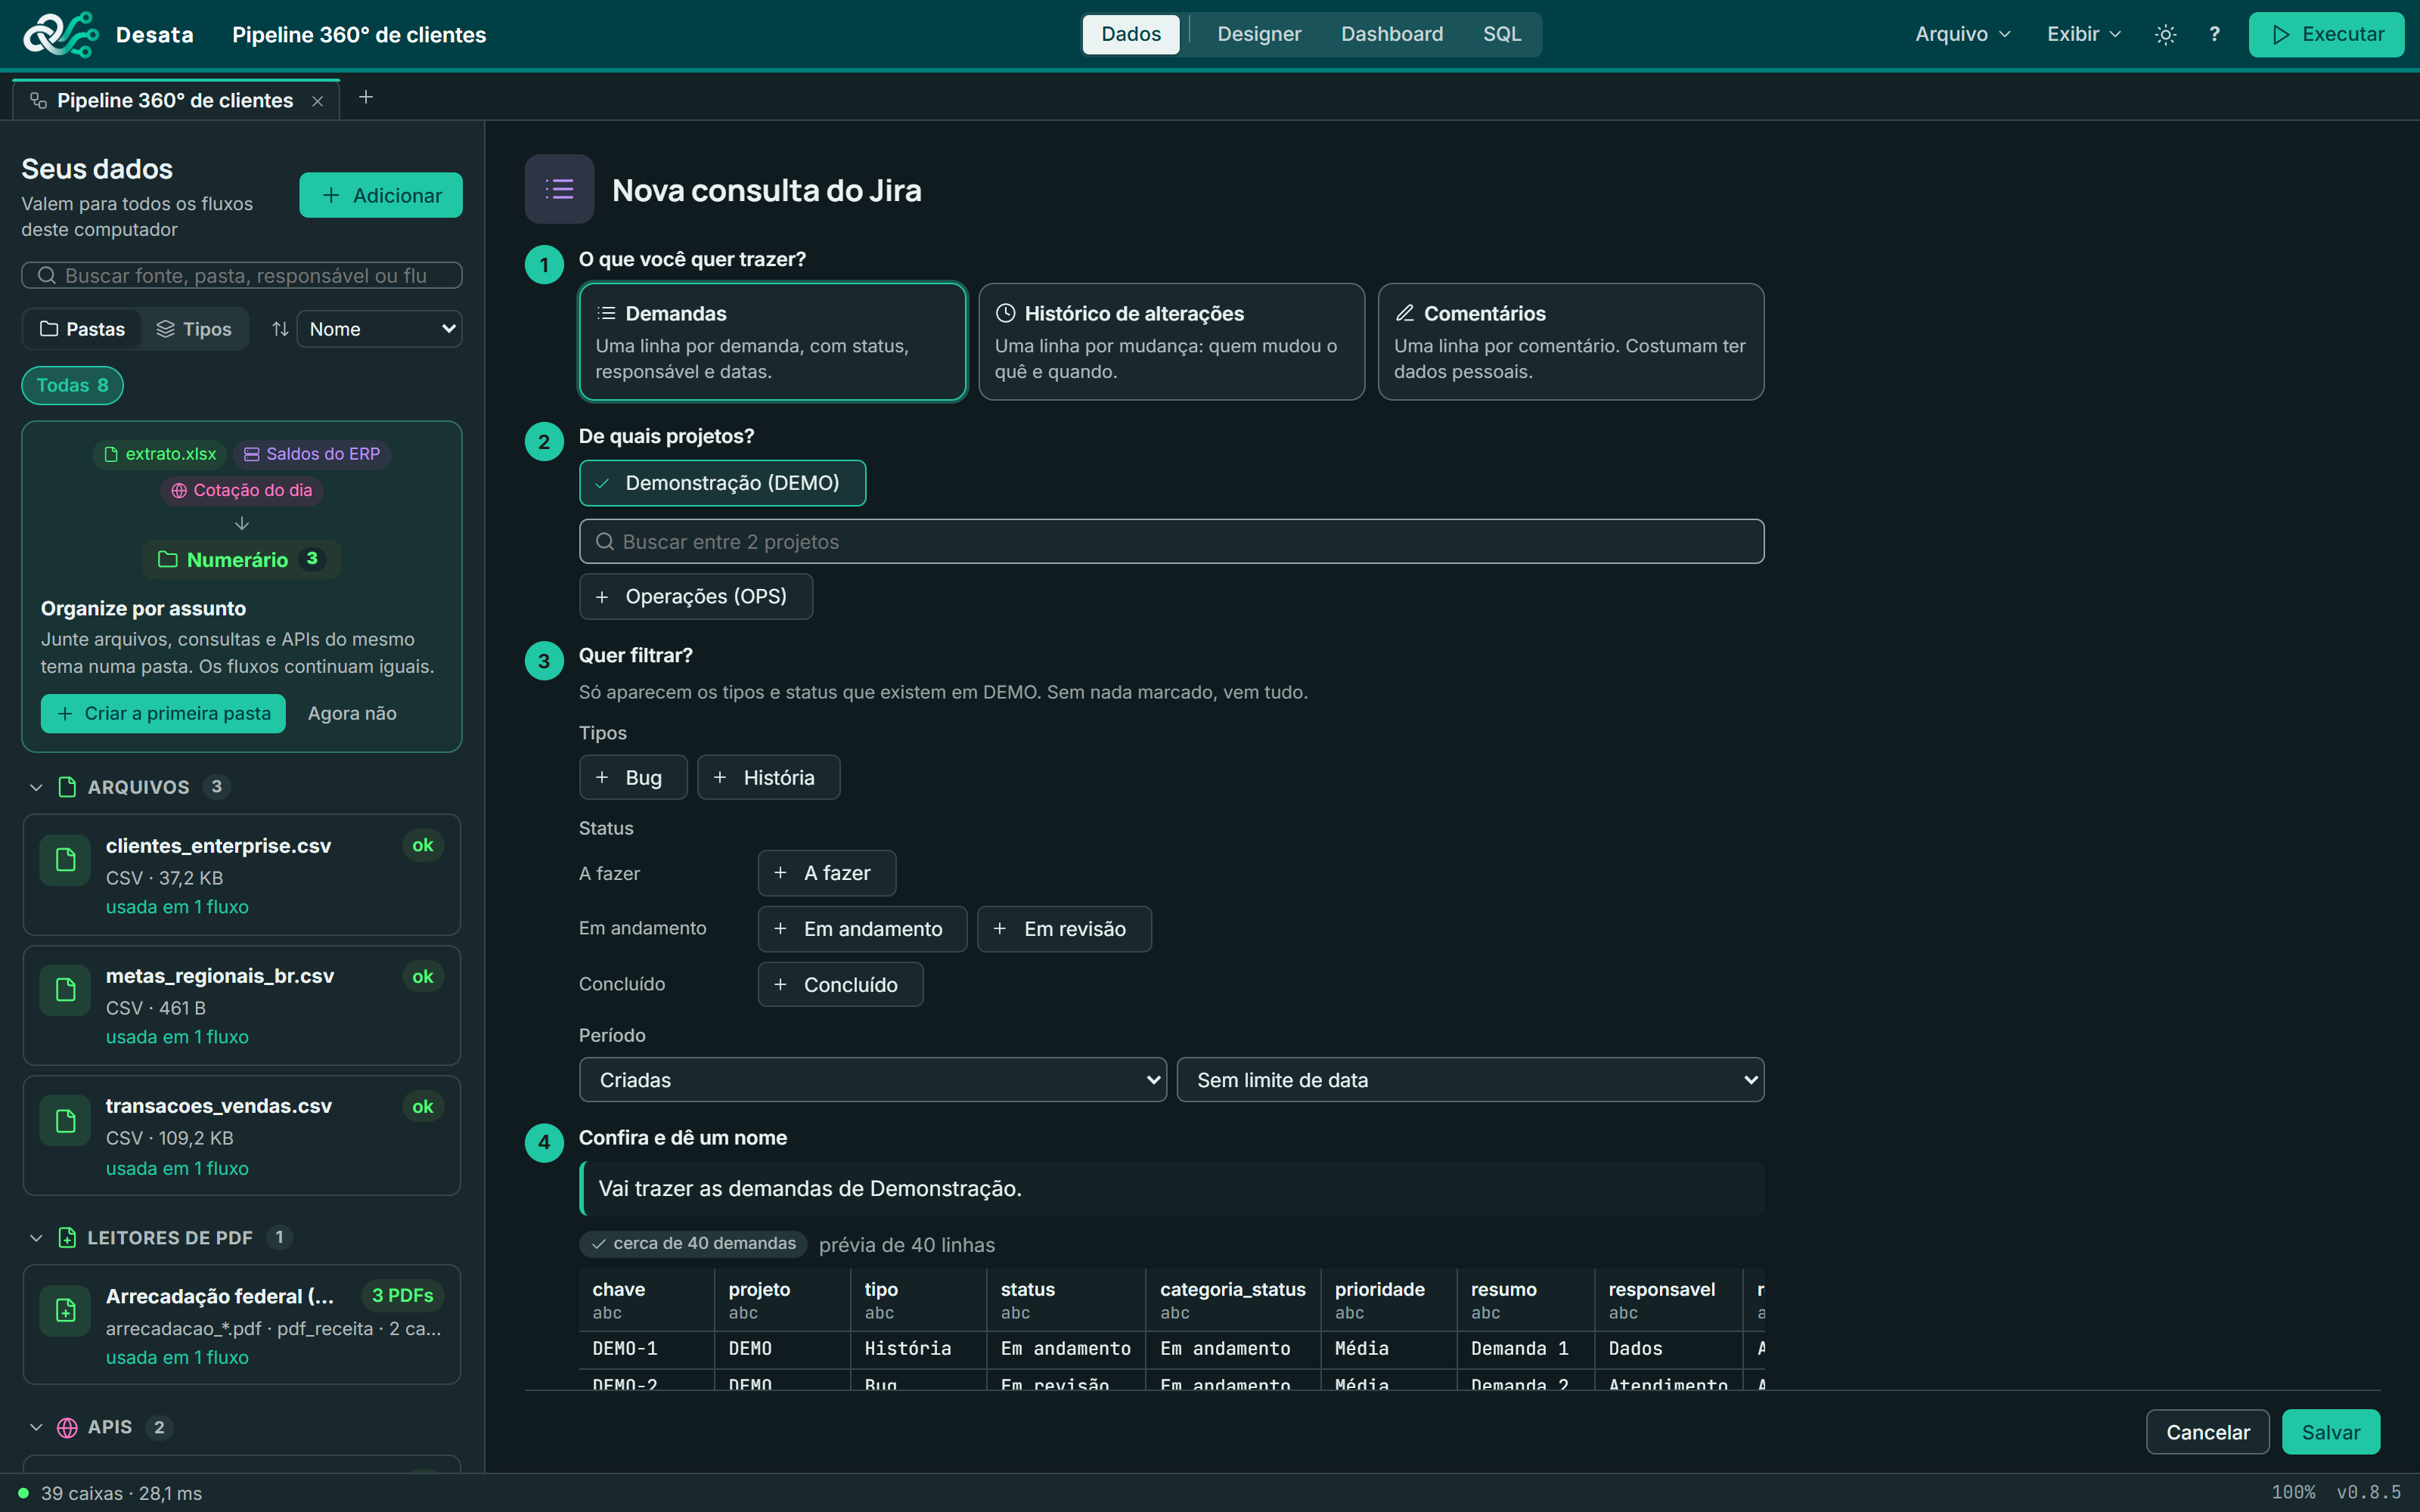 Desata
Pipeline 360° de clientes
Dados
Designer
Dashboard
SQL
Arquivo
Exibir
?
Executar
Pipeline 360° de clientes
Seus dados
Valem para todos os fluxos
deste computador
Adicionar
Buscar fonte, pasta, responsável ou flu
Pastas
Tipos
Nome
Todas 8
extrato.xlsx
Saldos do ERP
Cotação do dia
Numerário 3
Organize por assunto
Junte arquivos, consultas e APIs do mesmo
tema numa pasta. Os fluxos continuam iguais.
Criar a primeira pasta
Agora não
ARQUIVOS 3
clientes_enterprise.csv
ok
CSV · 37,2 KB
usada em 1 fluxo
metas_regionais_br.csv
ok
CSV · 461 B
usada em 1 fluxo
transacoes_vendas.csv
ok
CSV · 109,2 KB
usada em 1 fluxo
LEITORES DE PDF 1
Arrecadação federal (...
3 PDFs
arrecadacao_*.pdf · pdf_receita · 2 ca...
usada em 1 fluxo
APIS 2
Nova consulta do Jira
1 O que você quer trazer?
Demandas
Uma linha por demanda, com status,
responsável e datas.
Histórico de alterações
Uma linha por mudança: quem mudou o
quê e quando.
Comentários
Uma linha por comentário. Costumam ter
dados pessoais.
2 De quais projetos?
Demonstração (DEMO)
Buscar entre 2 projetos
Operações (OPS)
3 Quer filtrar?
Só aparecem os tipos e status que existem em DEMO. Sem nada marcado, vem tudo.
Tipos
Bug
História
Status
A fazer
A fazer
Em andamento
Em andamento
Em revisão
Concluído
Concluído
Período
Criadas
Sem limite de data
4 Confira e dê um nome
Vai trazer as demandas de Demonstração.
cerca de 40 demandas
prévia de 40 linhas
chave projeto tipo status categoria_status prioridade resumo responsavel
abc abc abc abc abc abc abc abc
DEMO-1 DEMO História Em andamento Em andamento Média Demanda 1 Dados
DEMO-2 DEMO Bug Em revisão Em andamento Média Demanda 2 Atendimento
Cancelar
Salvar
39 caixas · 28,1 ms
100%
v0.8.5